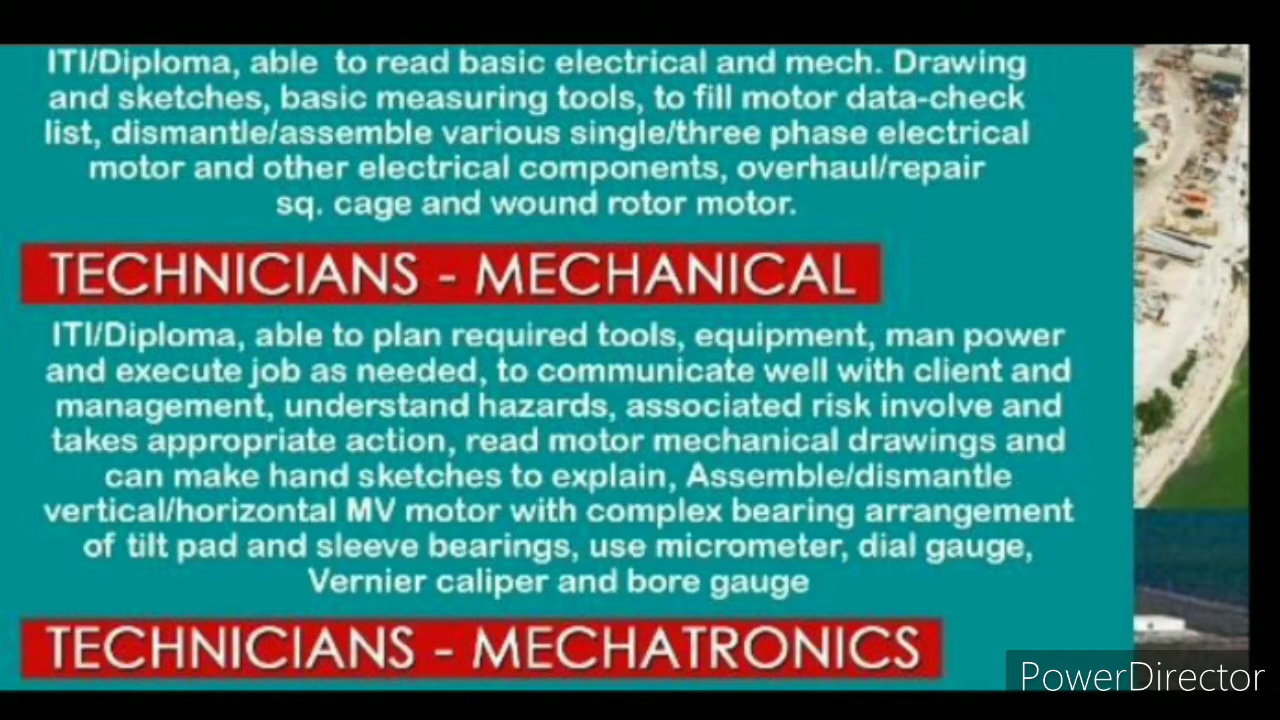 ITI/Diploma, able to read basic electrical and mech. Drawing
and sketches, basic measuring tools, to fill motor data-check
list, dismantle/assemble various single/three phase electrical
motor and other electrical components, overhaul/repair
sq. cage and wound rotor motor.
TECHNICIANS - MECHANICAL
ITI/Diploma, able to plan required tools, equipment, man power
and execute job as needed, to communicate well with client and
management, understand hazards, associated risk involve and
takes appropriate action, read motor mechanical drawings and
can make hand sketches to explain, Assemble/dismantle
vertical/horizontal MV motor with complex bearing arrangement
of tilt pad and sleeve bearings, use micrometer, dial gauge,
Vernier caliper and bore gauge
TECHNICIANS - MECHATRONICS
PowerDirector